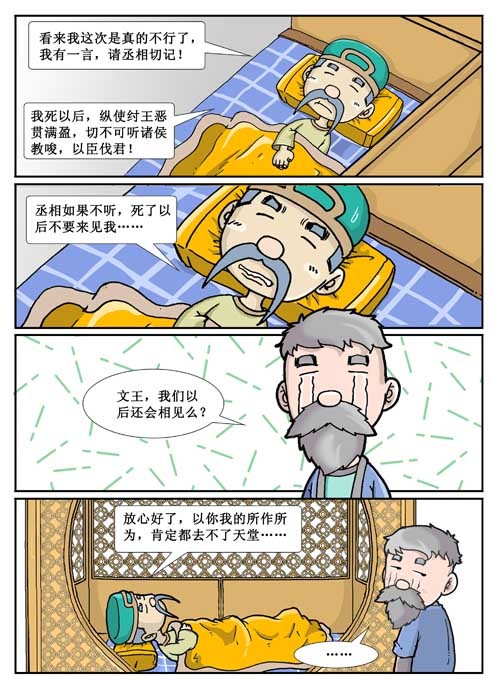 看来我这次是真的不行了，
我有一言，请丞相切记！
我死以后，纵使纣王恶
贯满盈，切不可听诸侯
教唆，以臣伐君！
丞相如果不听，死了以
后不要来见我……
文王，我们以
后还会相见么？
放心好了，以你我的所作所
为，肯定都去不了天堂……
……